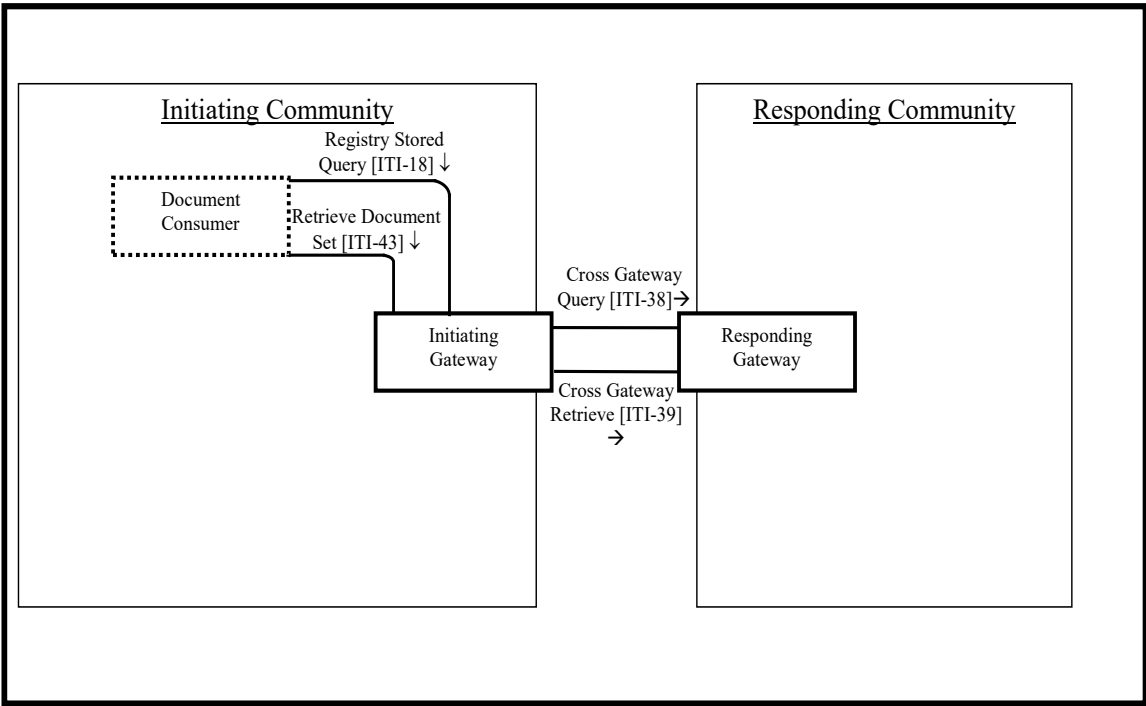 Initiating Community
Responding Community
Registry Stored
Query [ITI-18] ↓
Document
Consumer
Retrieve Document
Set [ITI-43] ↓
Cross Gateway
Query [ITI-38]→
Initiating
Gateway
Responding
Gateway
Cross Gateway
Retrieve [ITI-39]
→